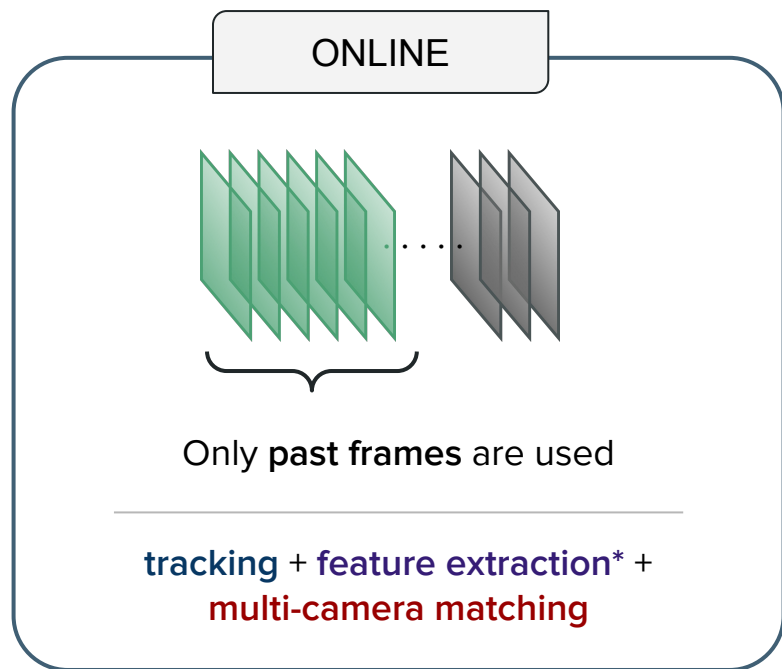 ONLINE
Only past frames are used
tracking + feature extraction* +
multi-camera matching